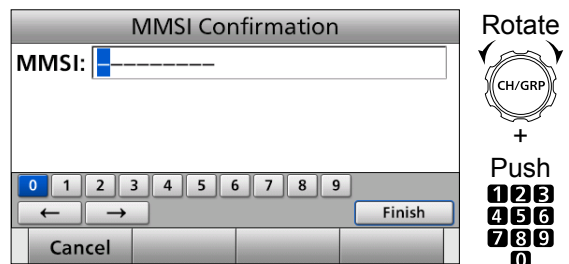 MMSI Confirmation
MMSI: _--------
0 1 2 3 4 5 6 7 8 9
← → Finish
Cancel
Rotate
CH/GRP
+
Push
1 2 3
4 5 6
7 8 9
0